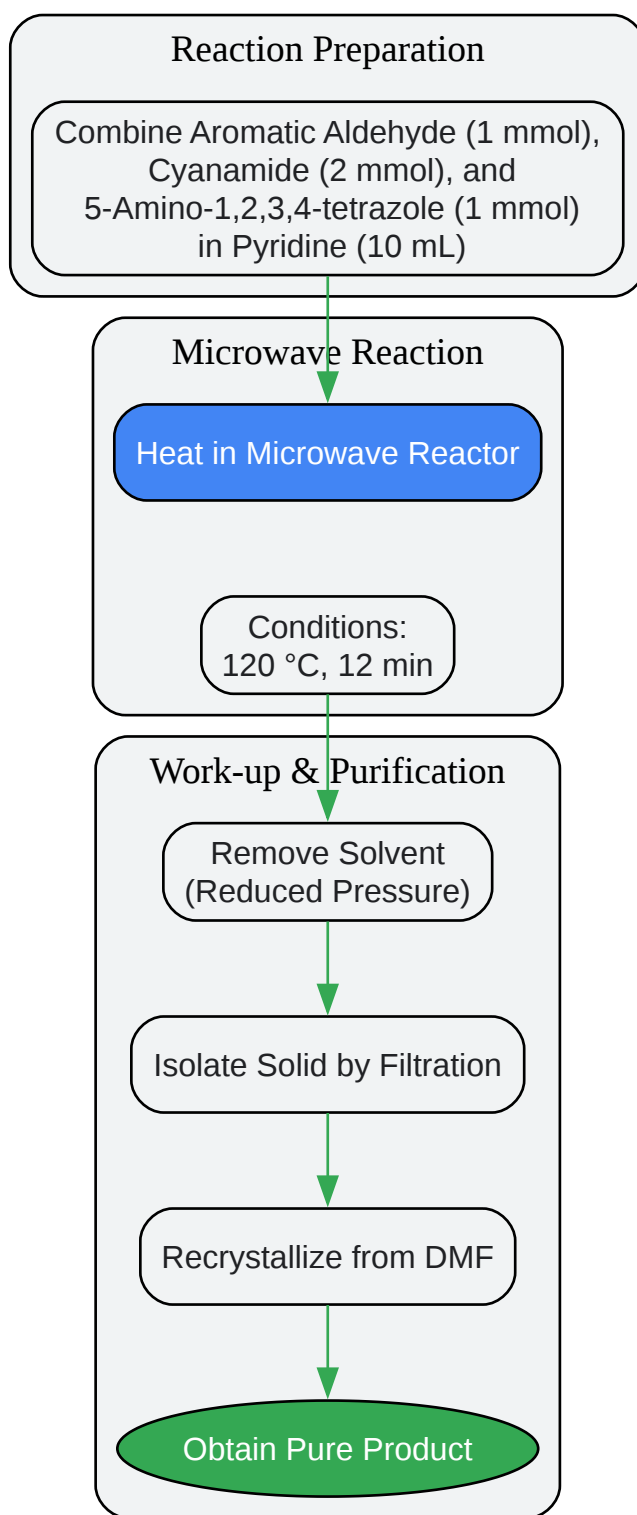 Reaction Preparation
Combine Aromatic Aldehyde (1 mmol),
Cyanamide (2 mmol), and
5-Amino-1,2,3,4-tetrazole (1 mmol)
in Pyridine (10 mL)
Microwave Reaction
Heat in Microwave Reactor
Conditions:
120 °C, 12 min
Work-up & Purification
Remove Solvent
(Reduced Pressure)
Isolate Solid by Filtration
Recrystallize from DMF
Obtain Pure Product